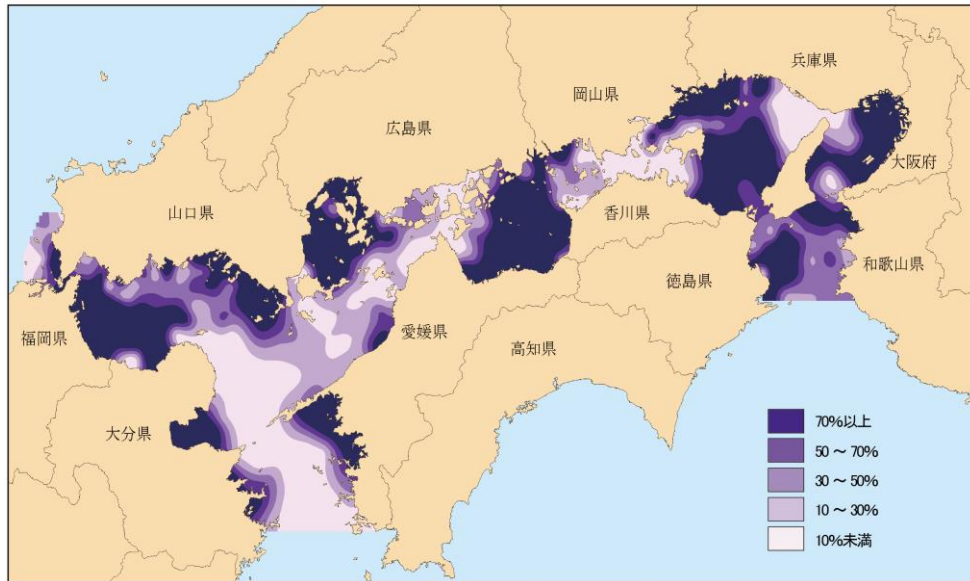 兵庫県
岡山県
広島県
大阪府
山口県
香川県
和歌山県
徳島県
福岡県
愛媛県
高知県
大分県
70%以上
50～70%
30～50%
10～30%
10%未満